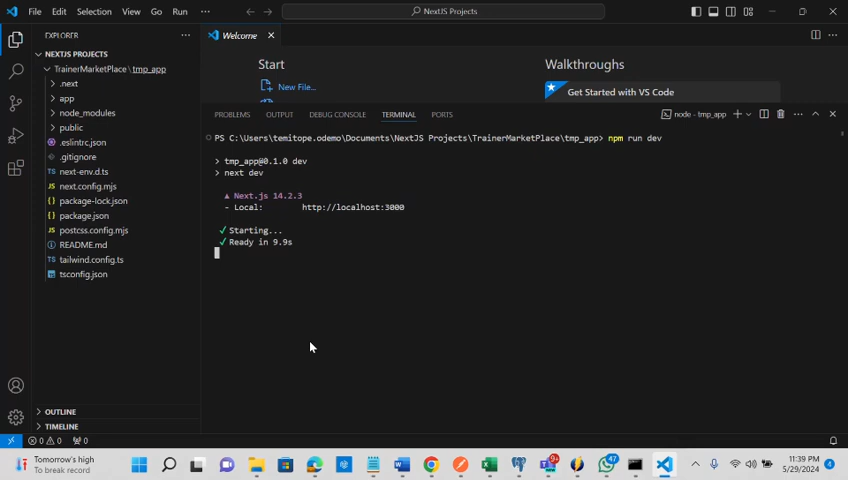 File Edit Selection View Go Run ... NextJS Projects
EXPLORER ...
Welcome
NEXTJS PROJECTS
TrainerMarketPlace \ tmp_app
.next
app
node_modules
public
.eslintrc.json
.gitignore
next-env.d.ts
next.config.mjs
package-lock.json
package.json
postcss.config.mjs
README.md
tailwind.config.ts
tsconfig.json
OUTLINE
TIMELINE
Start
New File...
Walkthroughs
Get Started with VS Code
PROBLEMS OUTPUT DEBUG CONSOLE TERMINAL PORTS
node - tmp_app
PS C:\Users\temitope.odemo\Documents\NextJS Projects\TrainerMarketPlace\tmp_app> npm run dev
> tmp_app@0.1.0 dev
> next dev
▲ Next.js 14.2.3
- Local: http://localhost:3000
✓ Starting...
✓ Ready in 9.9s
0 0 0
Tomorrow's high
To break record
9+
47
11:39 PM
5/29/2024